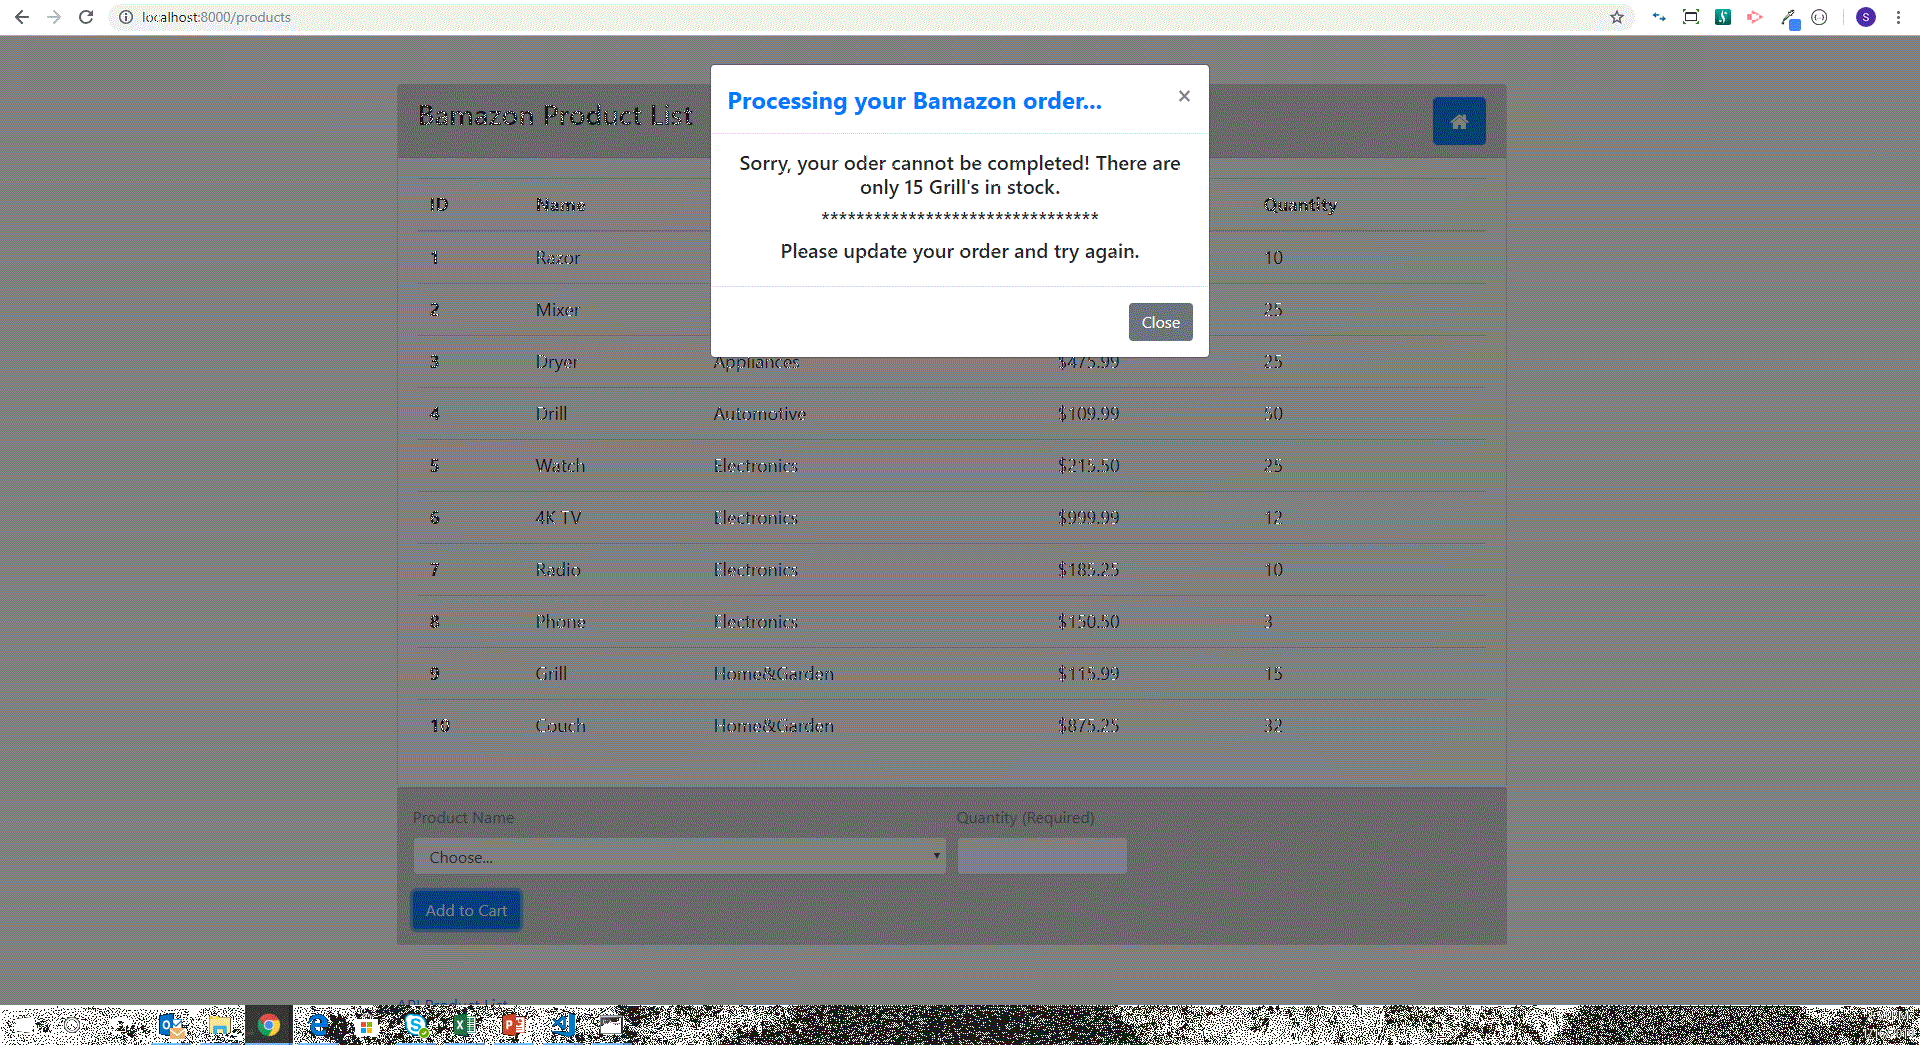 localhost:8000/products
S
Processing your Bamazon order... ×
Sorry, your oder cannot be completed! There are
only 15 Grill's in stock.
********************************
Please update your order and try again.
Close
Bamazon Product List
ID Name Quantity
1 Razor 10
2 Mixer 25
3 Dryer Appliances $475.99 25
4 Drill Automotive $109.99 50
5 Watch Electronics $215.50 25
6 4K TV Electronics $999.99 12
7 Radio Electronics $185.25 10
8 Phone Electronics $150.50 3
9 Grill Home&Garden $115.99 15
10 Couch Home&Garden $875.25 32
Product Name Quantity (Required)
Choose...
Add to Cart
API Product List